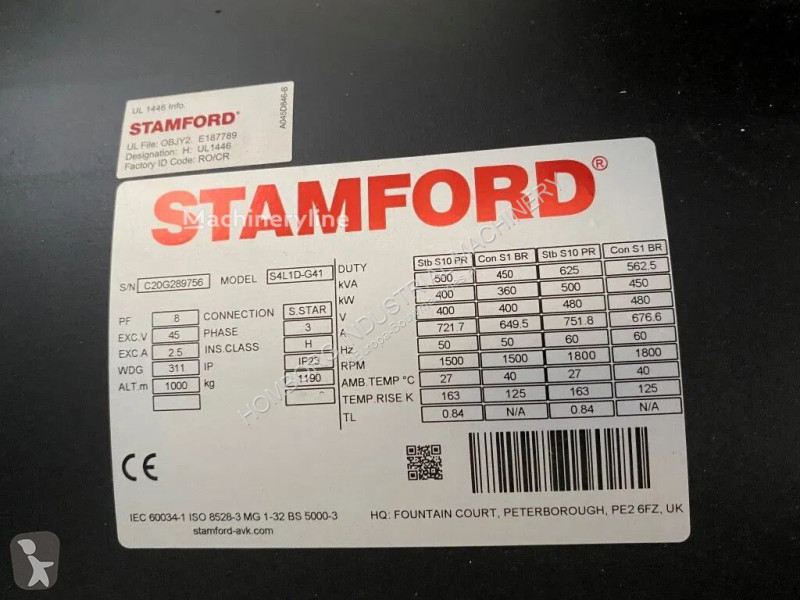 UL 1446 Info.
STAMFORD
UL File: OBJY2. E187789
Designation: H: UL1446
Factory ID Code: RO/CR
A045D846-B
STAMFORD®
Machineryline
S/N C20G289756 MODEL S4L1D-G41
PF .8 CONNECTION S.STAR
EXC.V 45 PHASE 3
EXC.A 2.5 INS.CLASS H
WDG 311 IP IP23
ALT.m 1000 kg 1190
DUTY Stb S10 PR Con S1 BR Stb S10 PR Con S1 BR
kVA 500 450 625 562.5
kW 400 360 500 450
V 400 400 480 480
A 721.7 649.5 751.8 676.6
Hz 50 50 60 60
RPM 1500 1500 1800 1800
AMB.TEMP °C 27 40 27 40
TEMP.RISE K 163 125 163 125
TL 0.84 N/A 0.84 N/A
HOMBORG INDUSTRIAL MACHINERY
CE
IEC 60034-1 ISO 8528-3 MG 1-32 BS 5000-3
stamford-avk.com
HQ: FOUNTAIN COURT, PETERBOROUGH, PE2 6FZ, UK